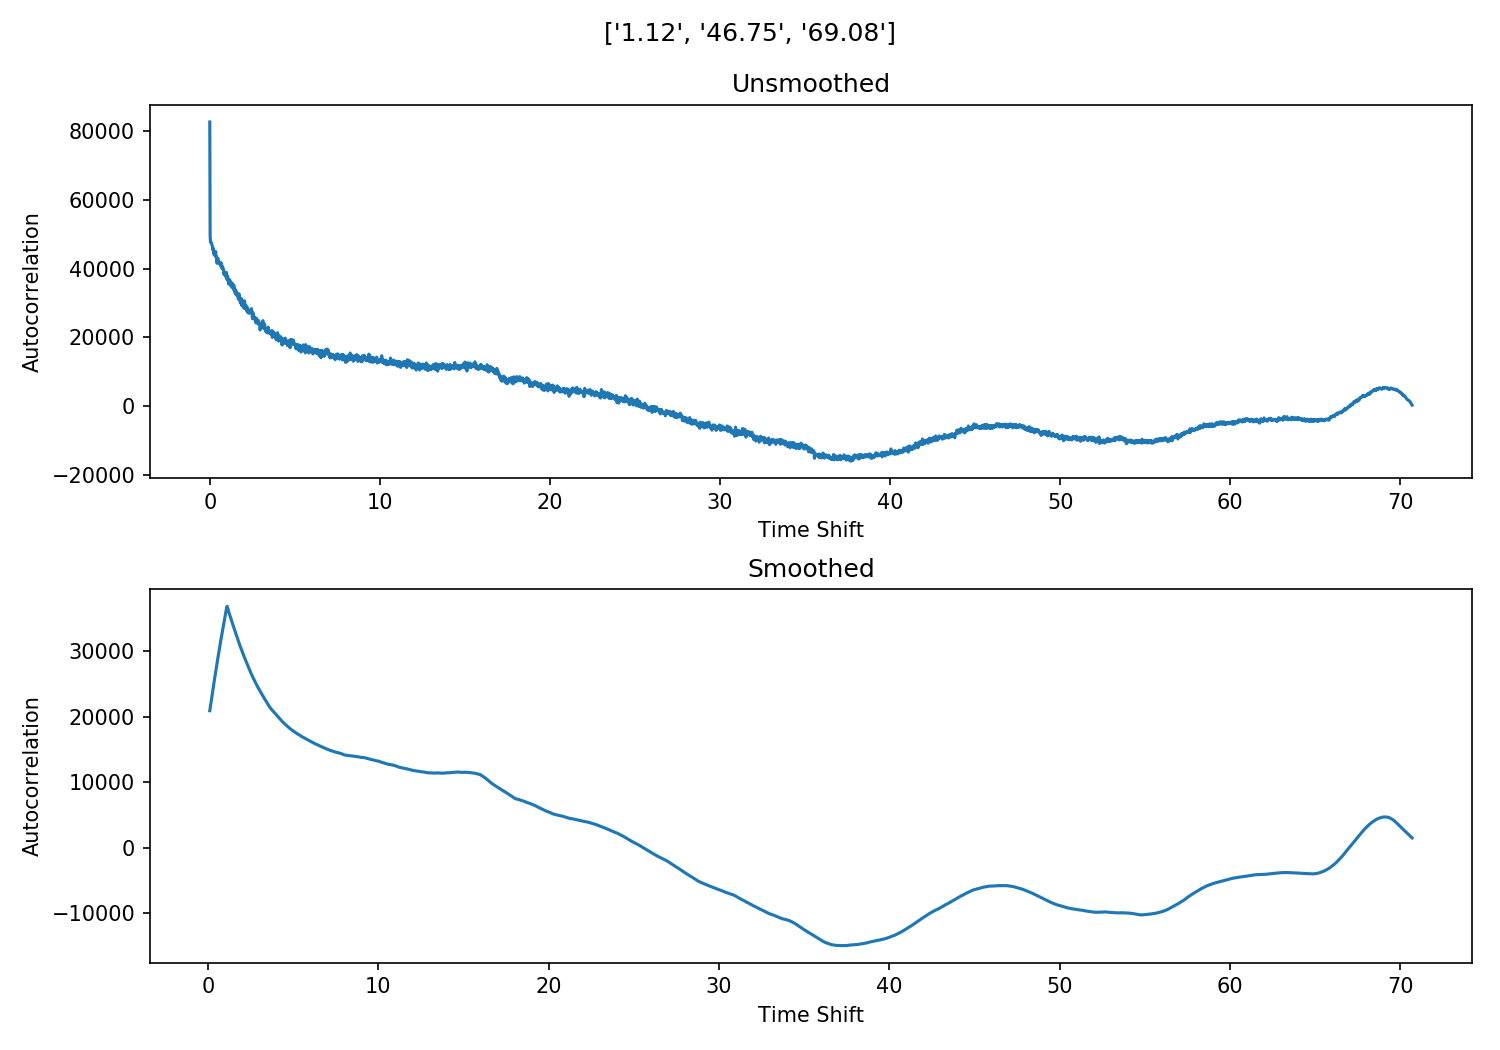 ['1.12', '46.75', '69.08']
Unsmoothed
Autocorrelation
80000
60000
40000
20000
0
−20000
0 10 20 30 40 50 60 70
Time Shift
Smoothed
Autocorrelation
30000
20000
10000
0
−10000
0 10 20 30 40 50 60 70
Time Shift